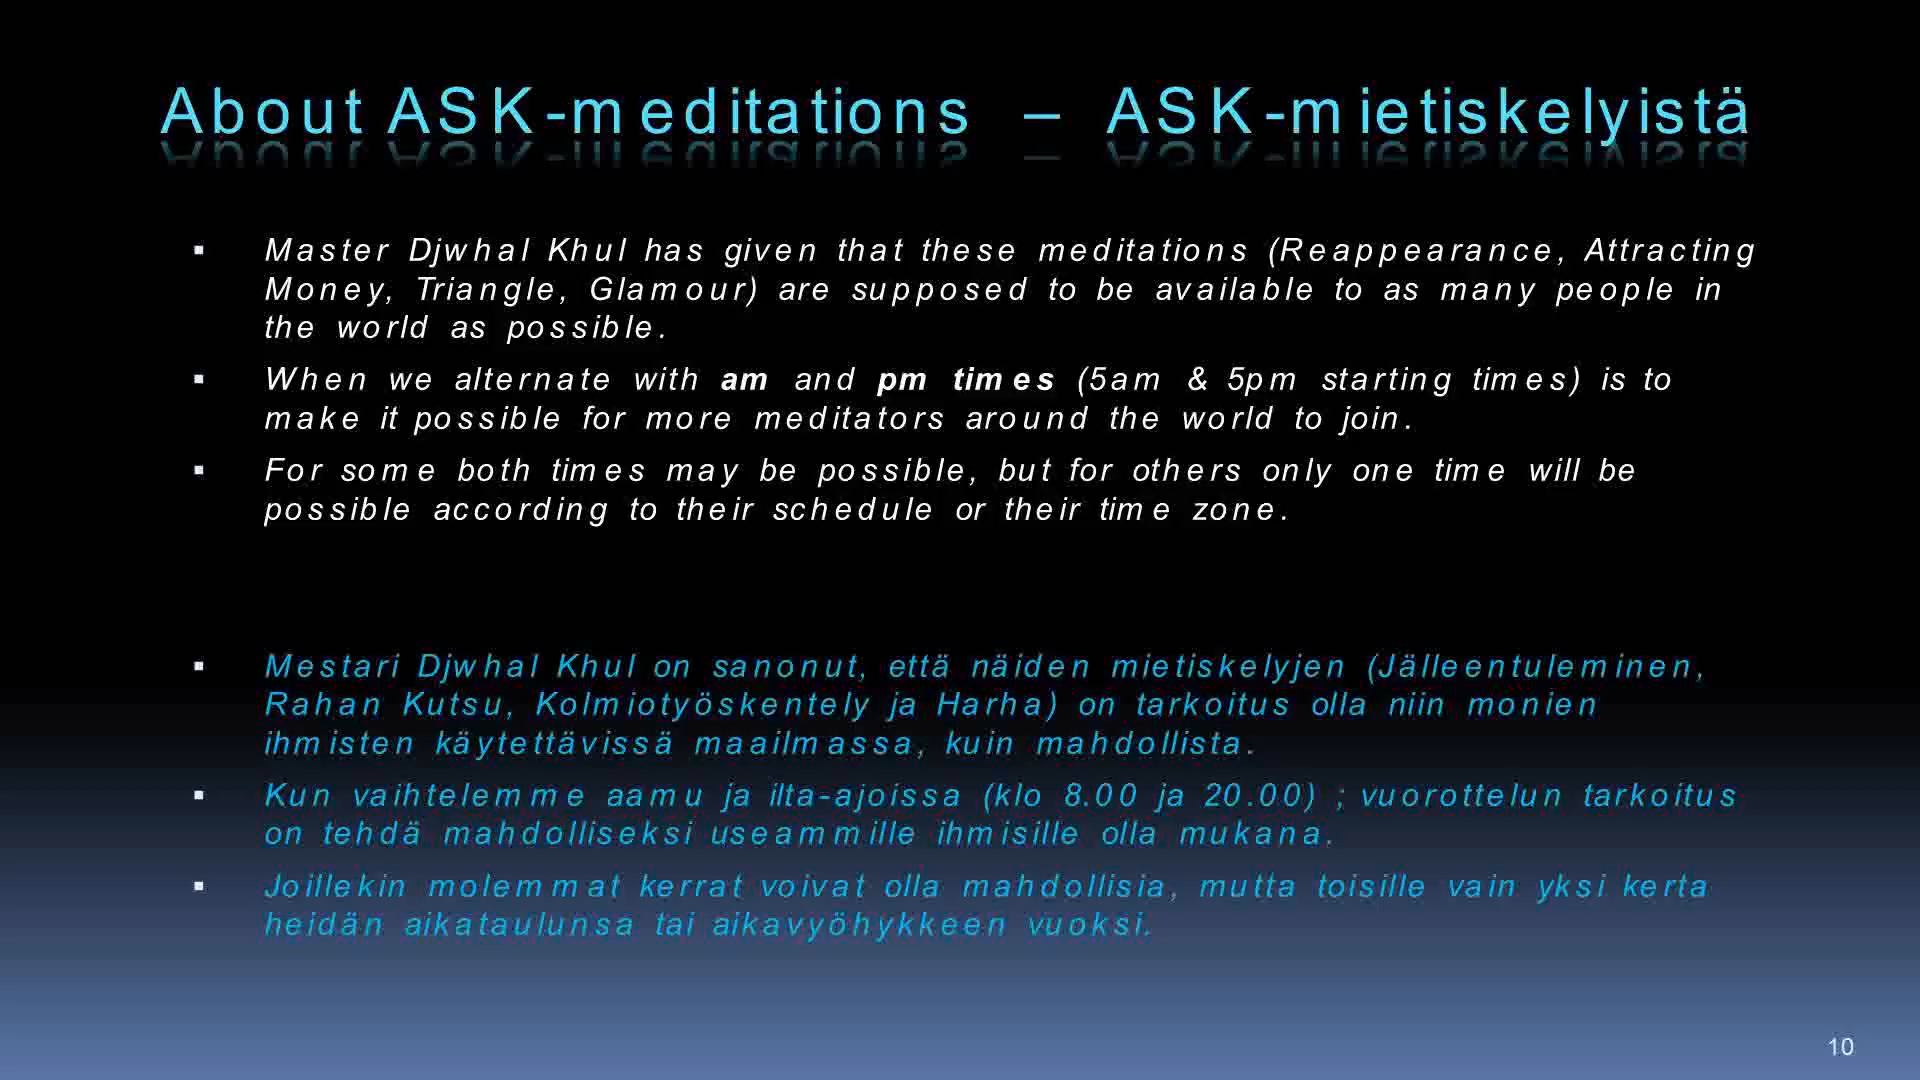 About ASK-meditations – ASK-mietiskelyistä
▪ Master Djwhal Khul has given that these meditations (Reappearance, Attracting
Money, Triangle, Glamour) are supposed to be available to as many people in
the world as possible.
▪ When we alternate with am and pm times (5am & 5pm starting times) is to
make it possible for more meditators around the world to join.
▪ For some both times may be possible, but for others only one time will be
possible according to their schedule or their time zone.
▪ Mestari Djwhal Khul on sanonut, että näiden mietiskelyjen (Jälleentuleminen,
Rahan Kutsu, Kolmiotyöskentely ja Harha) on tarkoitus olla niin monien
ihmisten käytettävissä maailmassa, kuin mahdollista.
▪ Kun vaihtelemme aamu ja ilta-ajoissa (klo 8.00 ja 20.00) ; vuorottelun tarkoitus
on tehdä mahdolliseksi useammille ihmisille olla mukana.
▪ Joillekin molemmat kerrat voivat olla mahdollisia, mutta toisille vain yksi kerta
heidän aikataulunsa tai aikavyöhykkeen vuoksi.
10